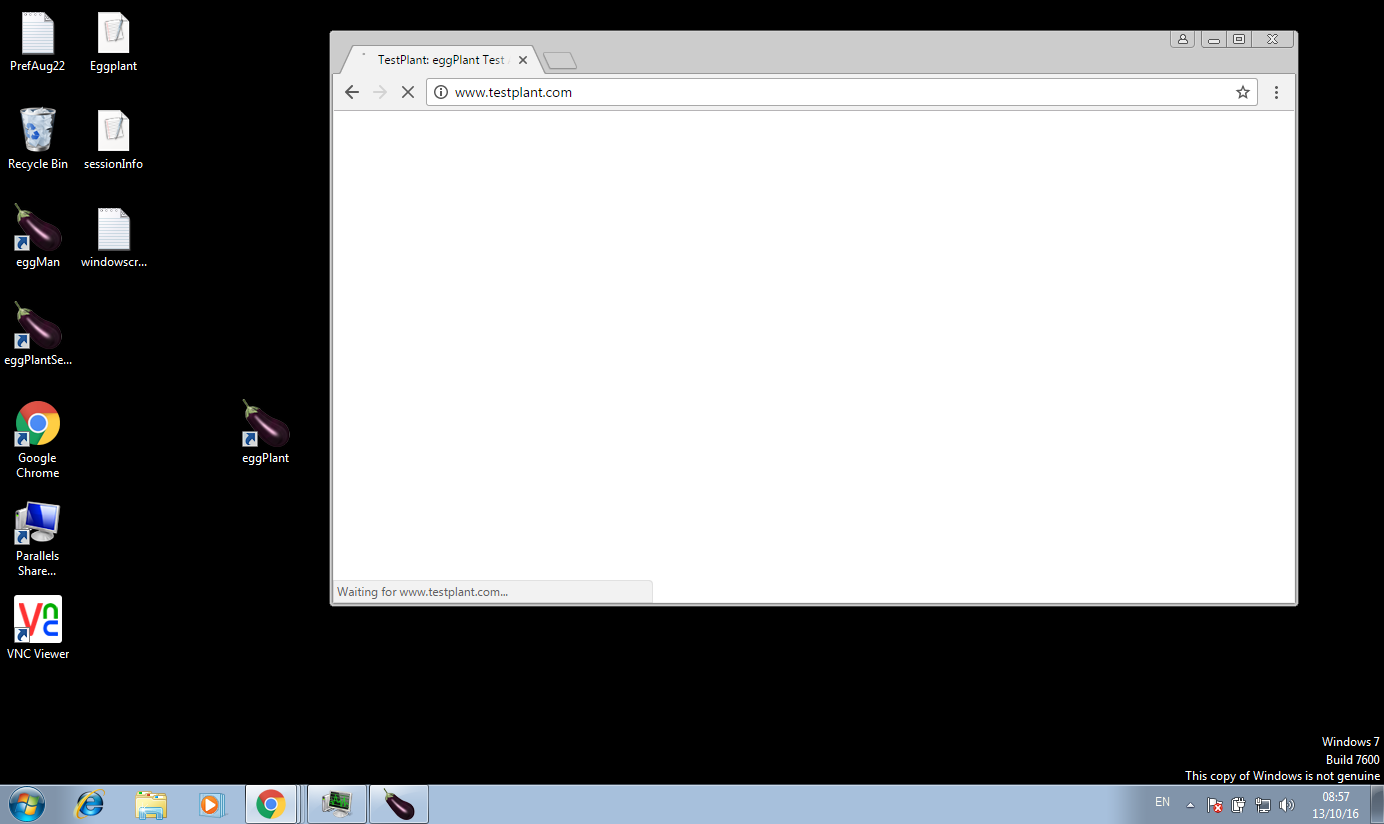 PrefAug22
Eggplant
Recycle Bin
sessionInfo
eggMan
windowscr...
eggPlantSe...
Google
Chrome
eggPlant
Parallels
Share...
VNC Viewer
TestPlant: eggPlant Test
www.testplant.com
Waiting for www.testplant.com...
Windows 7
Build 7600
This copy of Windows is not genuine
EN
08:57
13/10/16